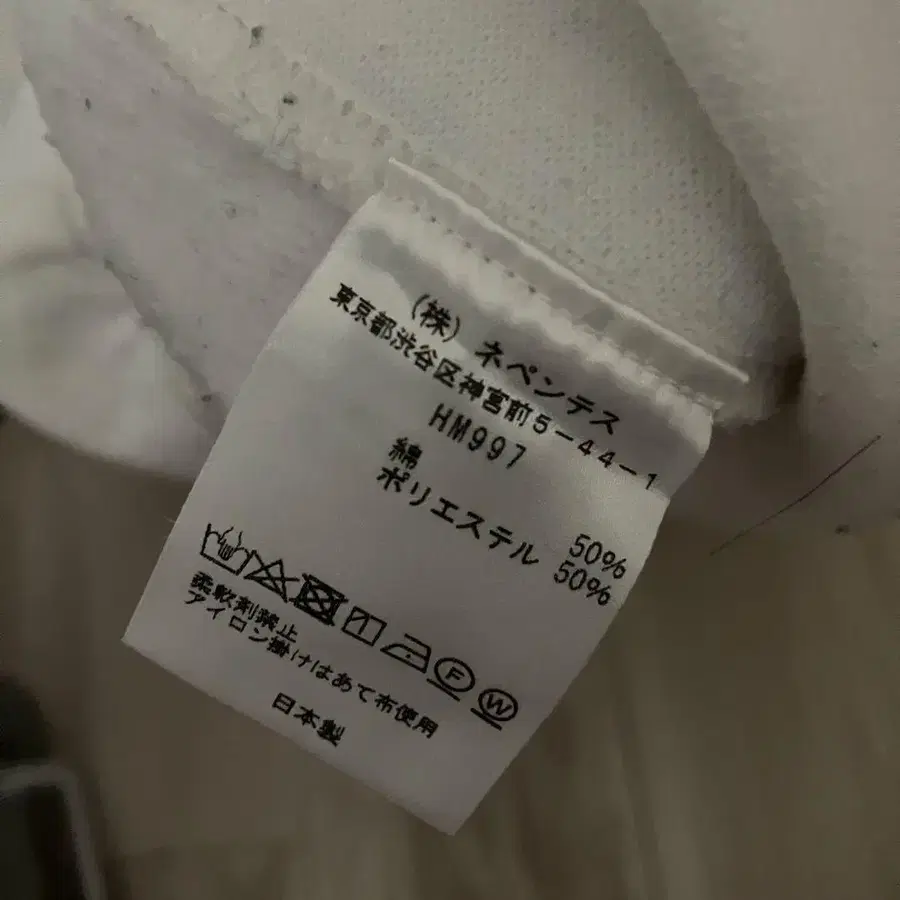 (株) ネペンテス
東京都渋谷区神宮前5-44-1
HM997
綿 50%
ポリエステル 50%
F W
柔軟剤禁止
アイロン掛けはあて布使用
日本製